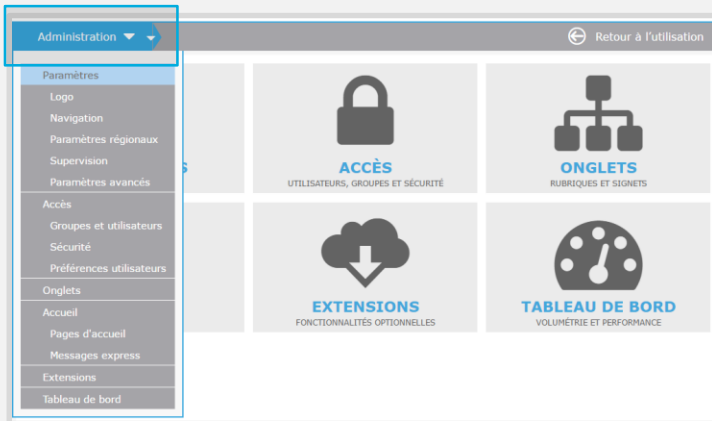 Administration
Retour à l'utilisation
Paramètres
Logo
Navigation
Paramètres régionaux
Supervision
Paramètres avancés
Accès
Groupes et utilisateurs
Sécurité
Préférences utilisateurs
Onglets
Accueil
Pages d'accueil
Messages express
Extensions
Tableau de bord
S
ACCÈS
UTILISATEURS, GROUPES ET SÉCURITÉ
ONGLETS
RUBRIQUES ET SIGNETS
EXTENSIONS
FONCTIONNALITÉS OPTIONNELLES
TABLEAU DE BORD
VOLUMÉTRIE ET PERFORMANCE